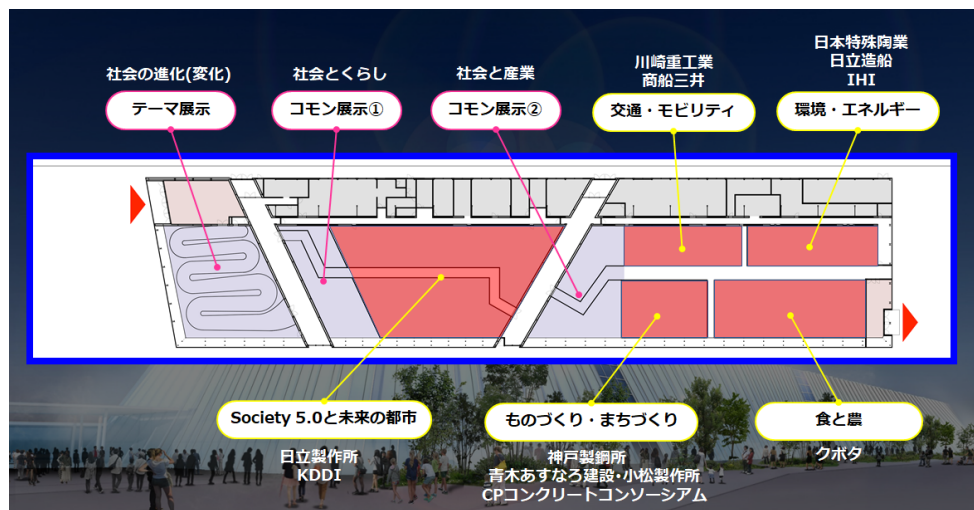 社会の進化(変化)
テーマ展示
社会とくらし
コモン展示①
社会と産業
コモン展示②
川崎重工業
商船三井
交通・モビリティ
日本特殊陶業
日立造船
IHI
環境・エネルギー
Society 5.0と未来の都市
日立製作所
KDDI
ものづくり・まちづくり
神戸製鋼所
青木あすなろ建設・小松製作所
CPコンクリートコンソーシアム
食と農
クボタ